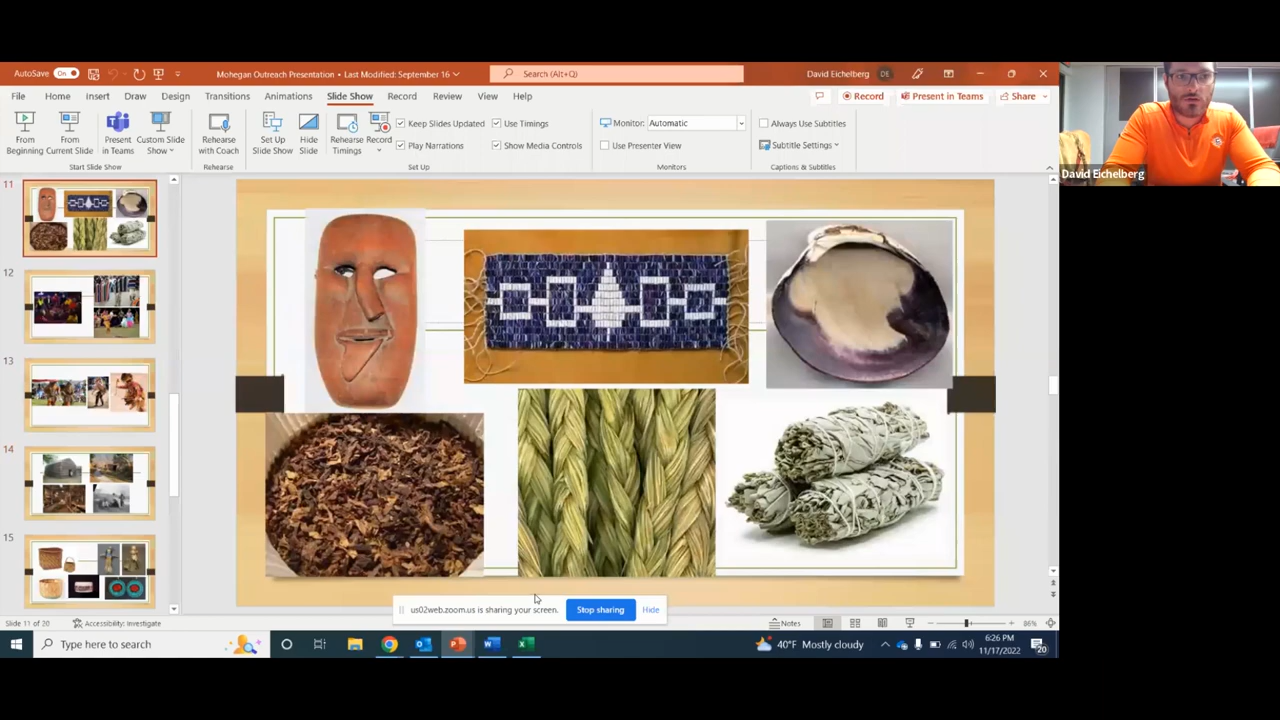 AutoSave On Mohegan Outreach Presentation • Last Modified: September 16 Search (Alt+Q) David Eichelberg DE
File Home Insert Draw Design Transitions Animations Slide Show Record Review View Help Record Present in Teams Share
From Beginning
From Current Slide
Present in Teams
Custom Slide Show
Start Slide Show
Rehearse with Coach
Rehearse
Set Up Slide Show
Hide Slide
Rehearse Timings
Record
Keep Slides Updated
Play Narrations
Use Timings
Show Media Controls
Set Up
Monitor: Automatic
Use Presenter View
Monitors
Always Use Subtitles
Subtitle Settings
Captions & Subtitles
David Eichelberg
11
12
13
14
15
us02web.zoom.us is sharing your screen. Stop sharing Hide
Slide 11 of 20 Accessibility: Investigate Notes 86%
Type here to search 40°F Mostly cloudy 6:26 PM
11/17/2022 20